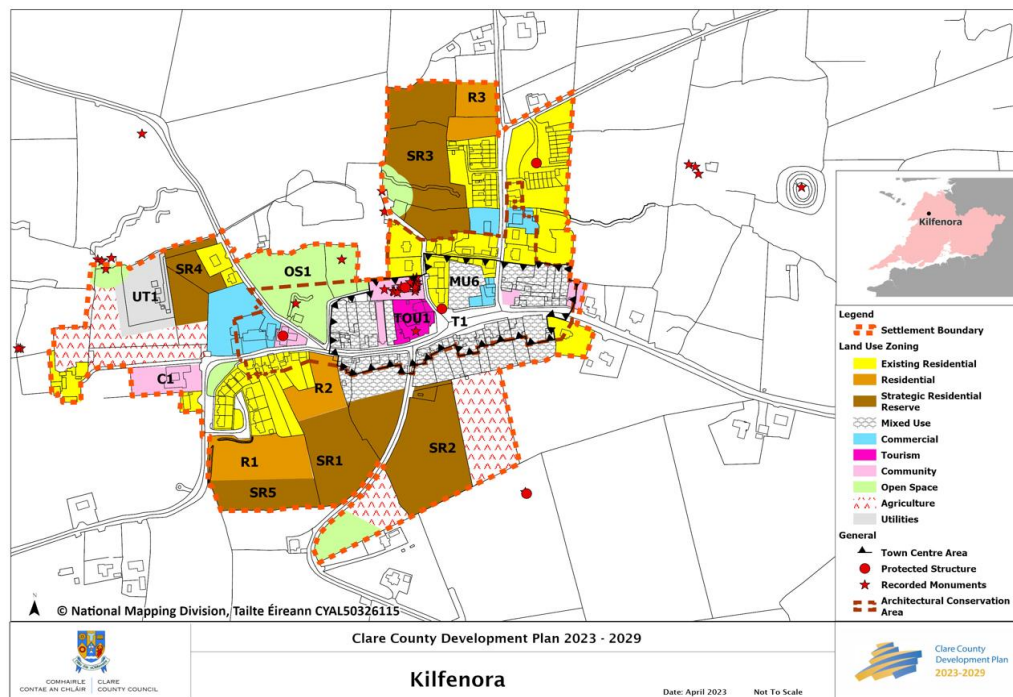 R3
SR3
SR4
OS1
UT1
MU6
TOU1
T1
C1
R2
R1
SR1
SR2
SR5
Kilfenora
Legend
Settlement Boundary
Land Use Zoning
Existing Residential
Residential
Strategic Residential
Reserve
Mixed Use
Commercial
Tourism
Community
Open Space
Agriculture
Utilities
General
Town Centre Area
Protected Structure
Recorded Monuments
Architectural Conservation
Area
N
© National Mapping Division, Tailte Éireann CYAL50326115
COMHAIRLE
CONTAE AN CHLÁIR
CLARE
COUNTY COUNCIL
Clare County Development Plan 2023 - 2029
Kilfenora
Date: April 2023
Not To Scale
Clare County
Development Plan
2023-2029